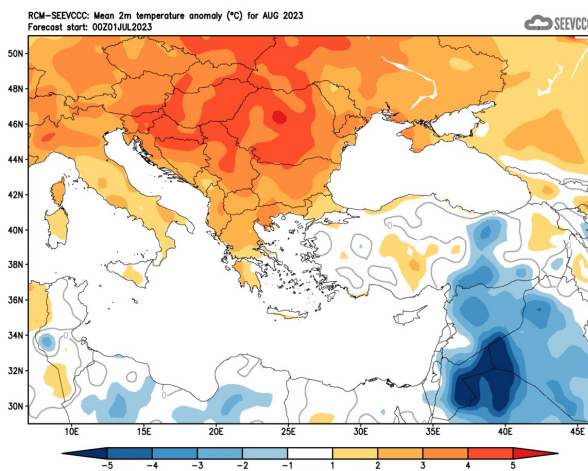 RCM-SEEVCCC: Mean 2m temperature anomaly (°C) for AUG 2023
Forecast start: 00Z01JUL2023
SEEVCCC
50N
48N
46N
44N
42N
40N
38N
36N
34N
32N
30N
10E 15E 20E 25E 30E 35E 40E 45E
-5 -4 -3 -2 -1 1 2 3 4 5